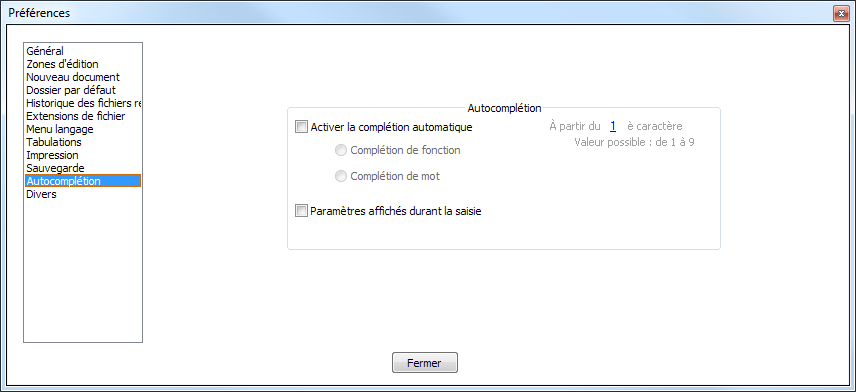 Préférences
Général
Zones d'édition
Nouveau document
Dossier par défaut
Historique des fichiers re
Extensions de fichier
Menu langage
Tabulations
Impression
Sauvegarde
Autocomplétion
Divers
Autocomplétion
Activer la complétion automatique
À partir du 1 è caractère
Valeur possible : de 1 à 9
Complétion de fonction
Complétion de mot
Paramètres affichés durant la saisie
Fermer